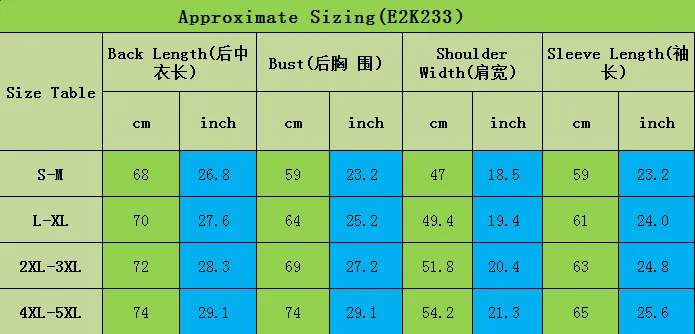 Approximate Sizing(E2K233)
Size Table Back Length(后中衣长) Bust(后胸 围) Shoulder Width(肩宽) Sleeve Length(袖长)
cm inch cm inch cm inch cm inch
S-M 68 26.8 59 23.2 47 18.5 59 23.2
L-XL 70 27.6 64 25.2 49.4 19.4 61 24.0
2XL-3XL 72 28.3 69 27.2 51.8 20.4 63 24.8
4XL-5XL 74 29.1 74 29.1 54.2 21.3 65 25.6